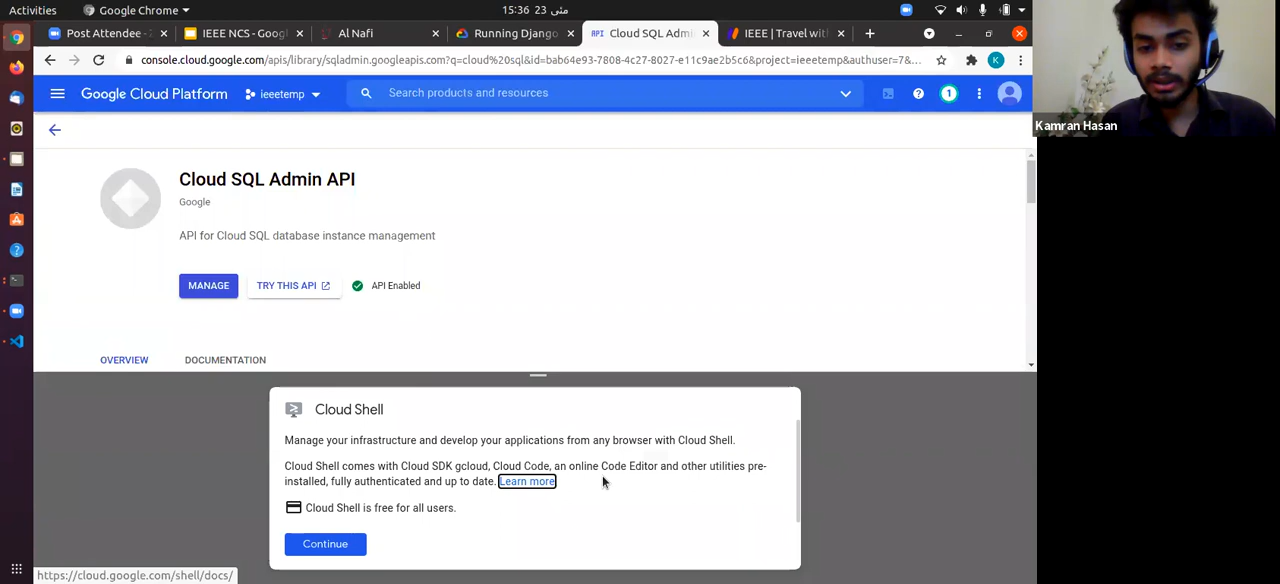 Activities
Google Chrome
15:36 23 مئی
Post Attendee - Z
IEEE NCS - Goog
Al Nafi
Running Django
API Cloud SQL Admi
IEEE | Travel wit
console.cloud.google.com/apis/library/sqladmin.googleapis.com?q=cloud%20sql&id=bab64e93-7808-4c27-8027-e11c9ae2b5c6&project=ieeetemp&authuser=7&...
K
Google Cloud Platform
ieeetemp
Search products and resources
1
Kamran Hasan
Cloud SQL Admin API
Google
API for Cloud SQL database instance management
MANAGE
TRY THIS API
API Enabled
OVERVIEW
DOCUMENTATION
Cloud Shell
Manage your infrastructure and develop your applications from any browser with Cloud Shell.
Cloud Shell comes with Cloud SDK gcloud, Cloud Code, an online Code Editor and other utilities pre-
installed, fully authenticated and up to date. Learn more
Cloud Shell is free for all users.
Continue
https://cloud.google.com/shell/docs/